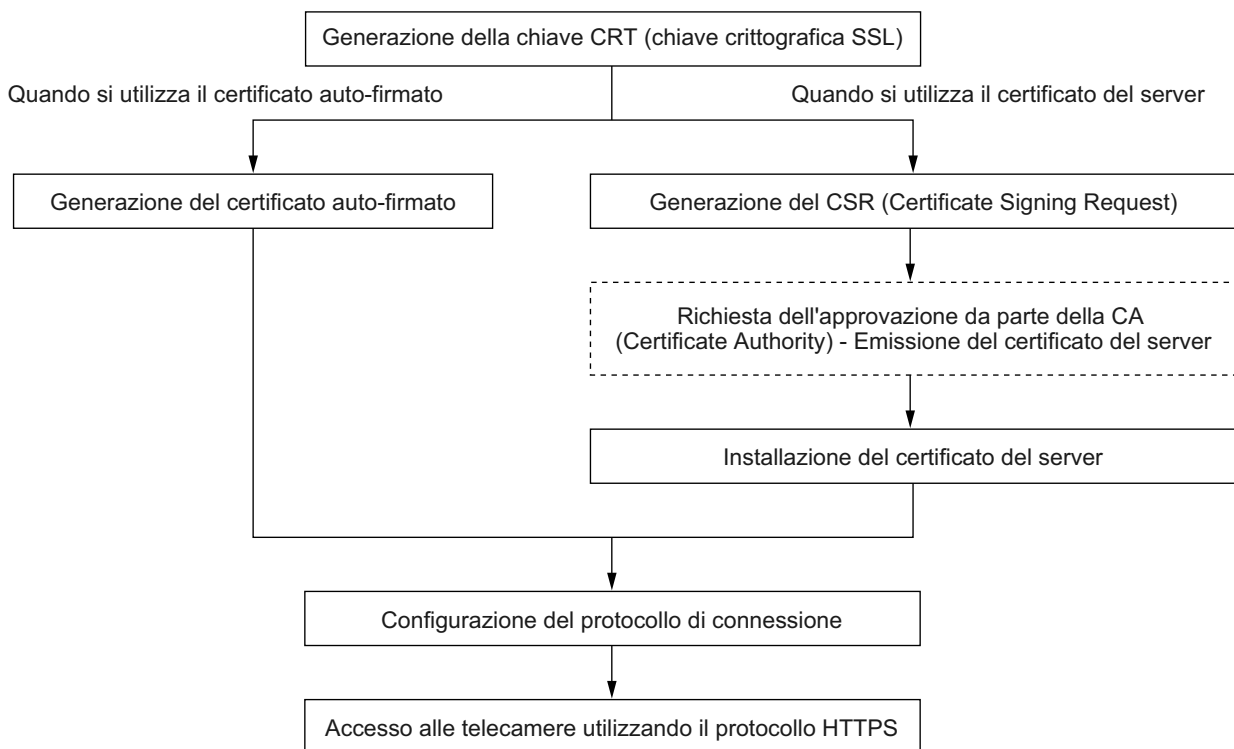 Generazione della chiave CRT (chiave crittografica SSL)
Quando si utilizza il certificato auto-firmato
Quando si utilizza il certificato del server
Generazione del certificato auto-firmato
Generazione del CSR (Certificate Signing Request)
Richiesta dell'approvazione da parte della CA
(Certificate Authority) - Emissione del certificato del server
Installazione del certificato del server
Configurazione del protocollo di connessione
Accesso alle telecamere utilizzando il protocollo HTTPS